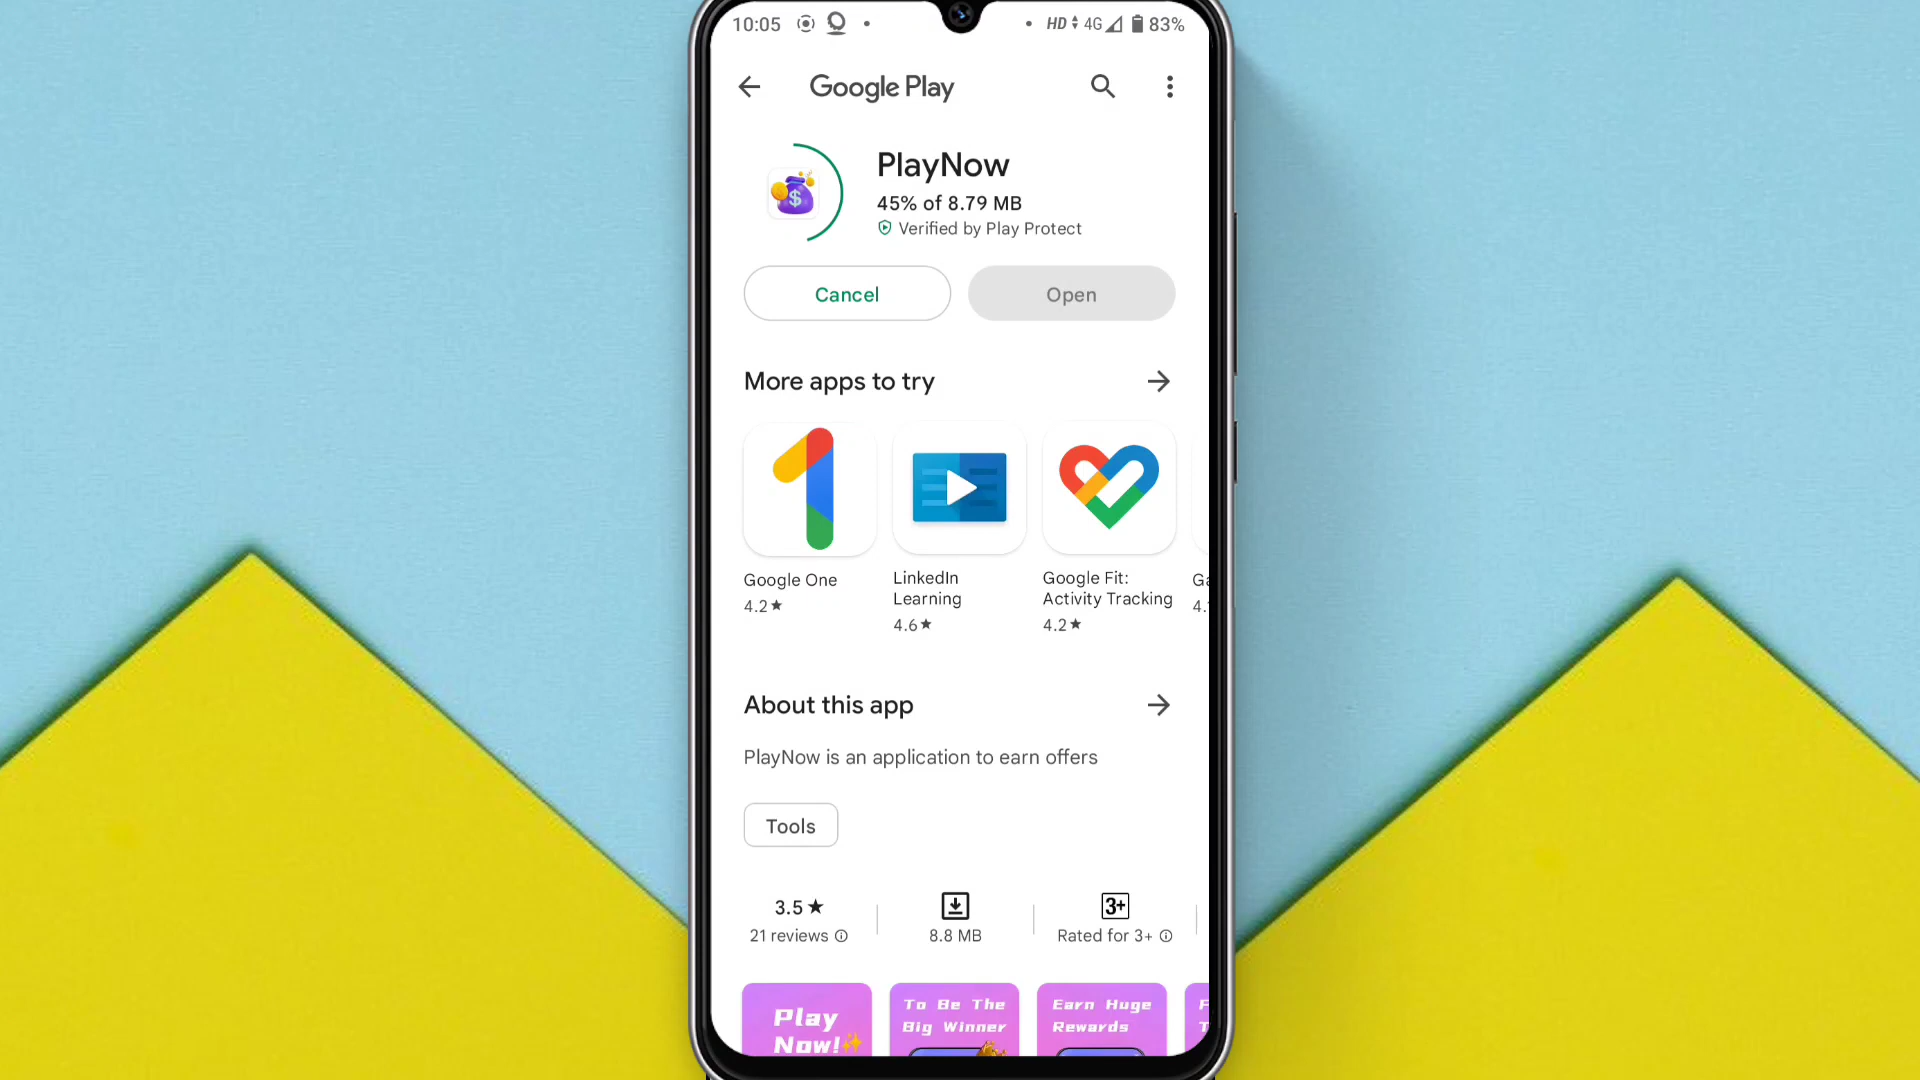 10:05
HD 4G 83%
Google Play
PlayNow
45% of 8.79 MB
Verified by Play Protect
Cancel
Open
More apps to try
Google One
4.2★
LinkedIn
Learning
4.6★
Google Fit:
Activity Tracking
4.2★
Ga
4.
About this app
PlayNow is an application to earn offers
Tools
3.5★
21 reviews
8.8 MB
3+
Rated for 3+
Play
Now!
To Be The
Big Winner
Earn Huge
Rewards
F
T